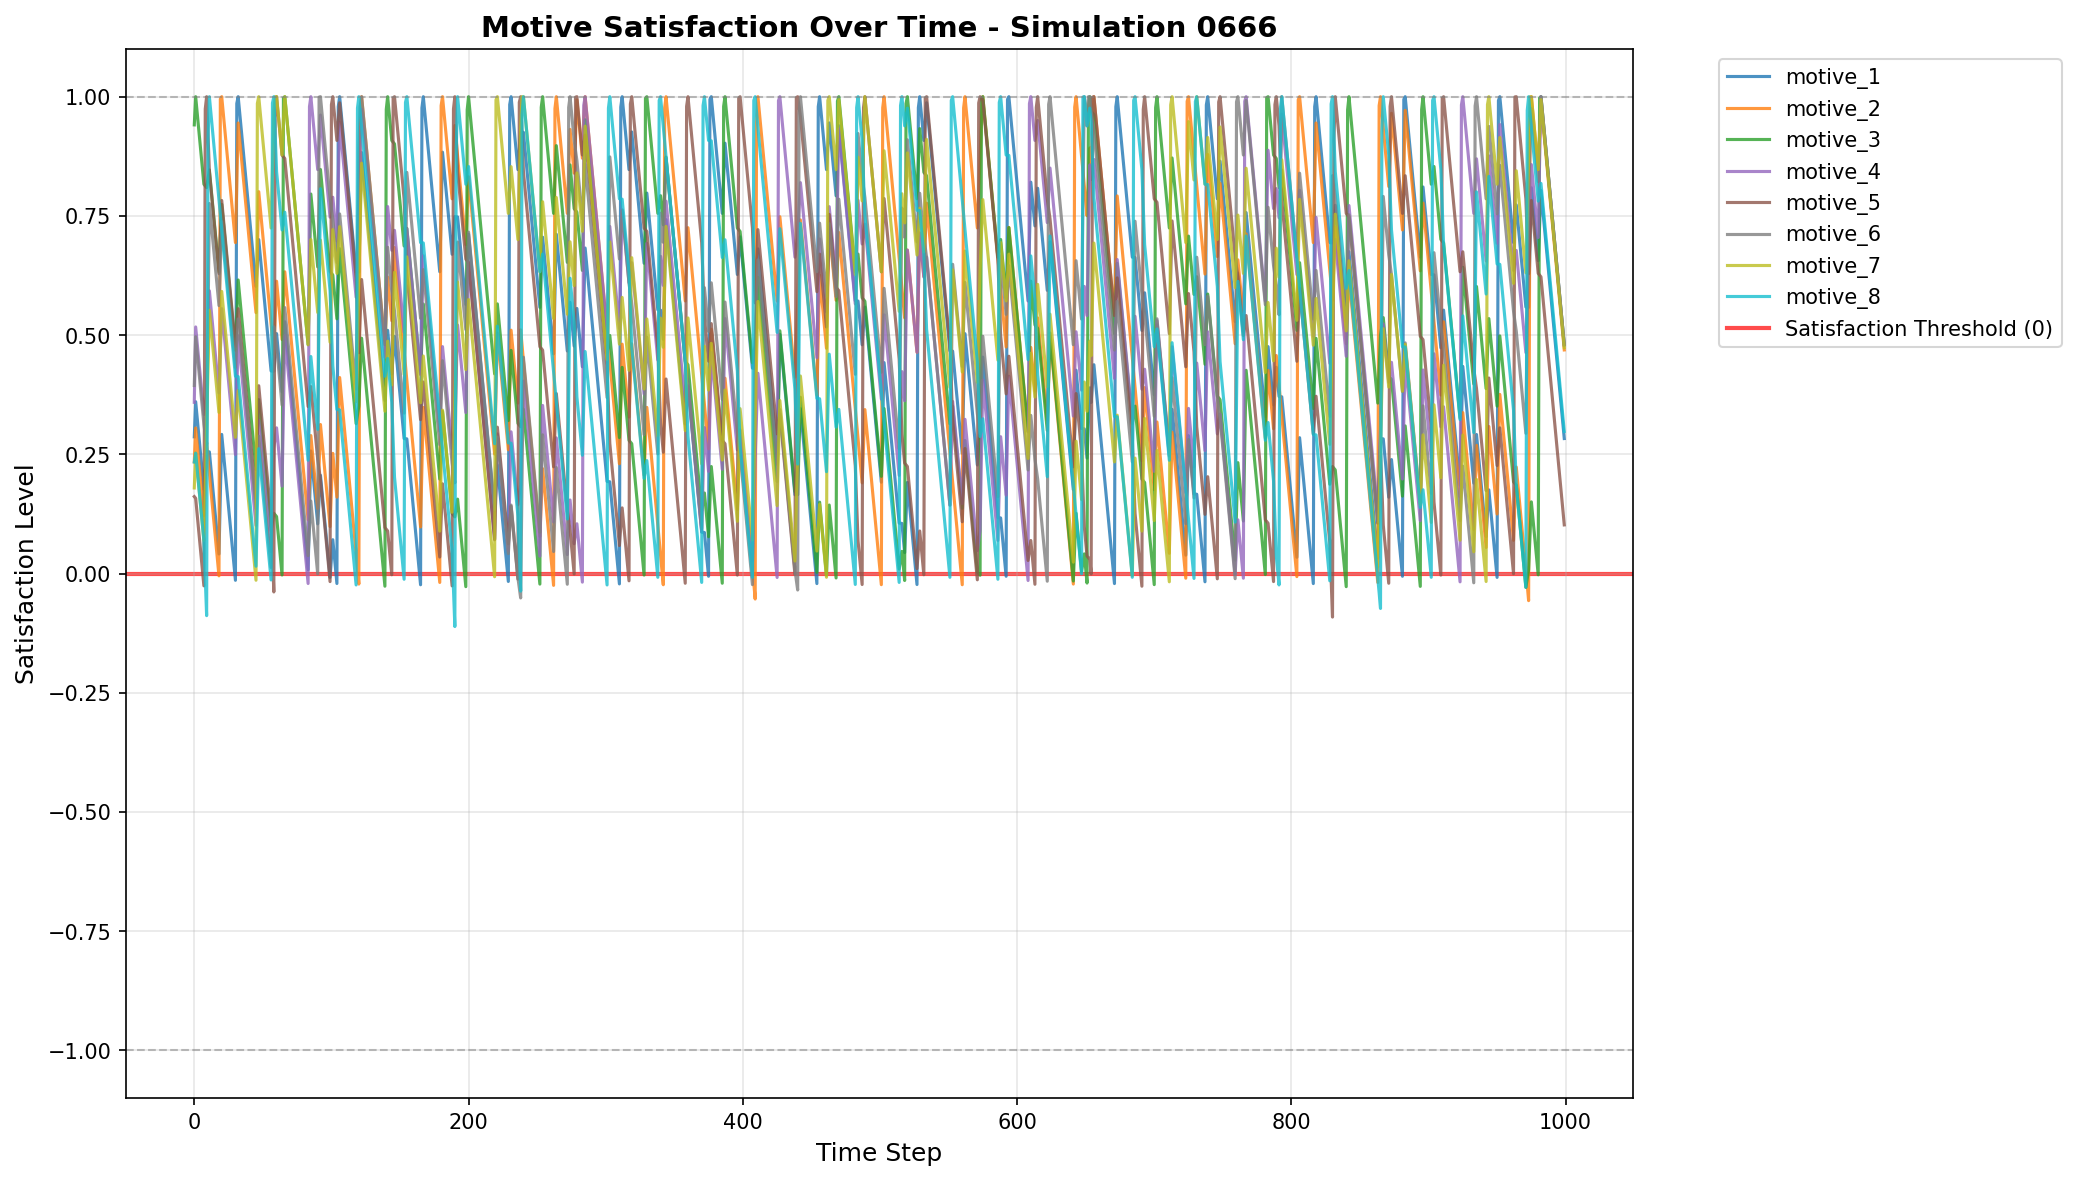 Motive Satisfaction Over Time - Simulation 0666
1.00
0.75
0.50
0.25
0.00
−0.25
−0.50
−0.75
−1.00
Satisfaction Level
0 200 400 600 800 1000
Time Step
motive_1
motive_2
motive_3
motive_4
motive_5
motive_6
motive_7
motive_8
Satisfaction Threshold (0)